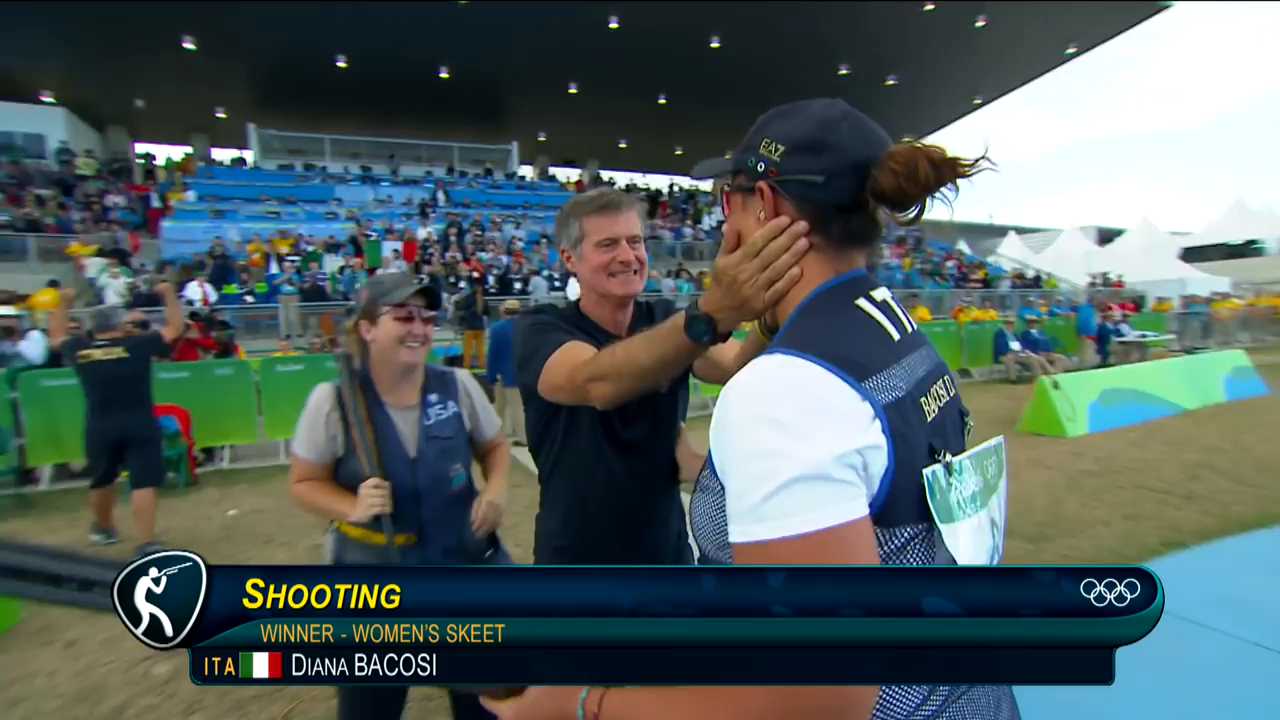 EA7
ITA
BACOSI D.
USA
SHOOTING
WINNER - WOMEN'S SKEET
ITA DIANA BACOSI